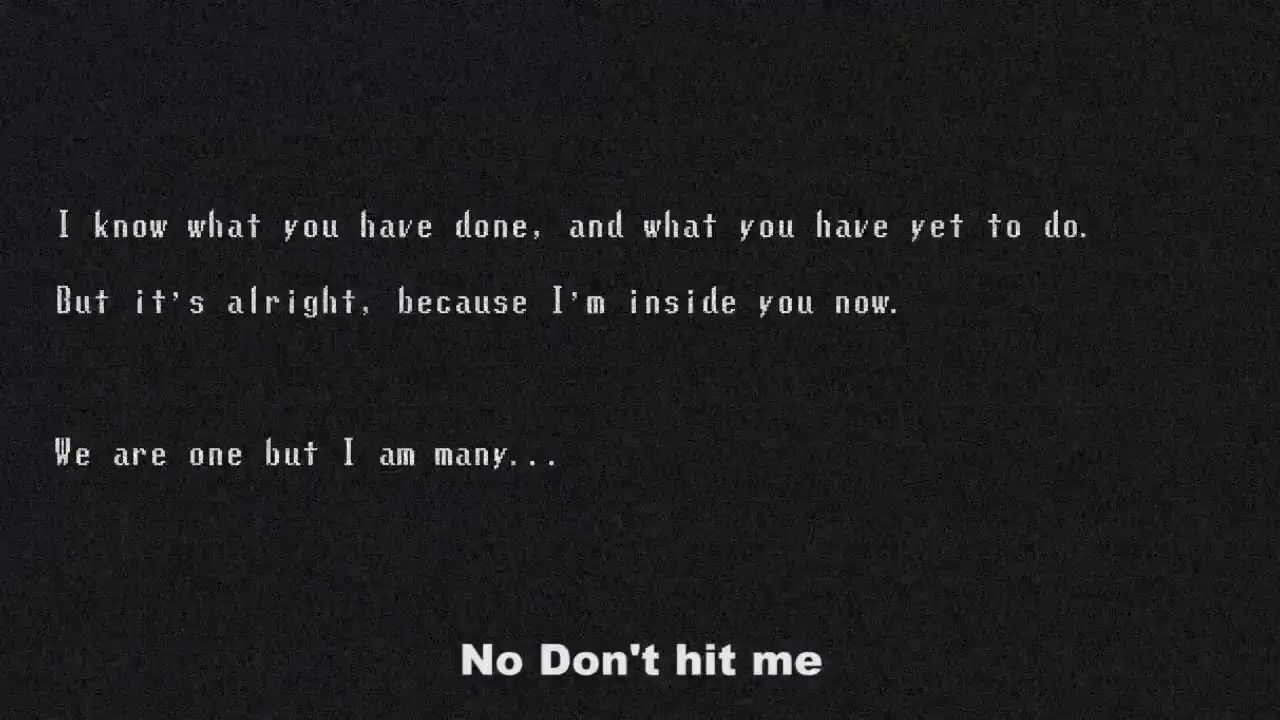 I know what you have done, and what you have yet to do.
But it's alright, because I'm inside you now.
We are one but I am many...
No Don't hit me